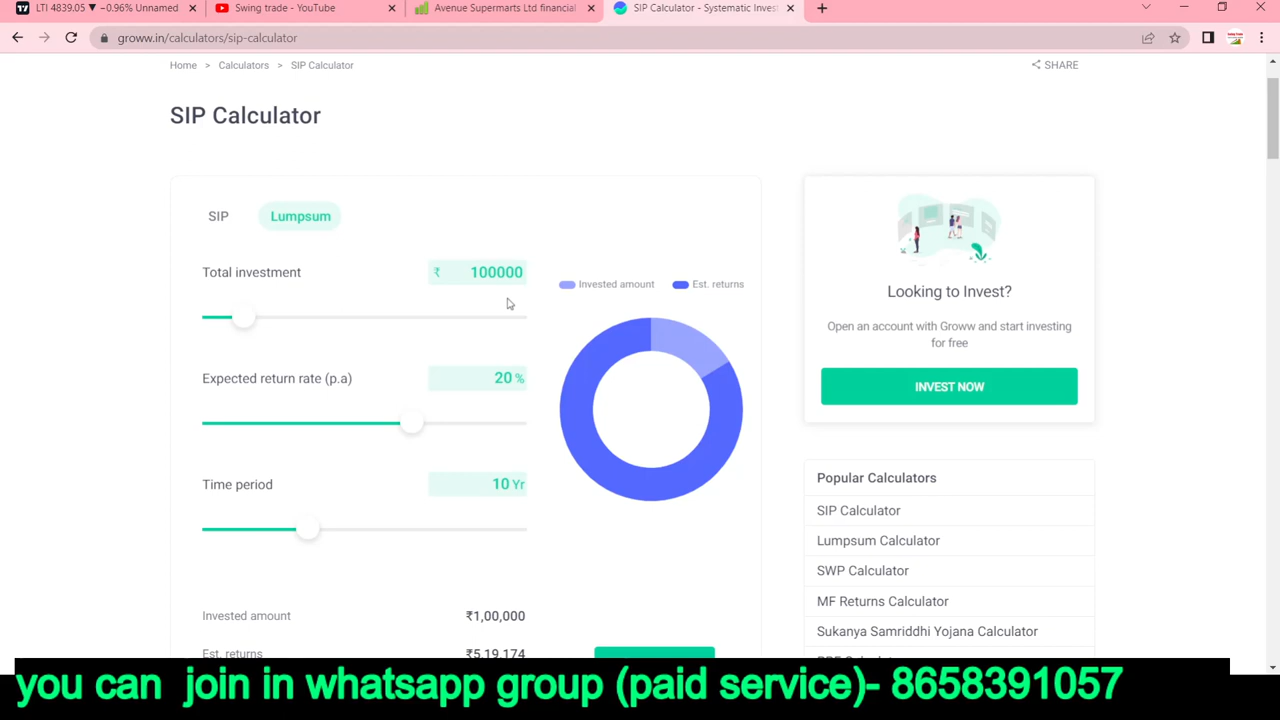 LTI 4839.05 ▼ −0.96% Unnamed
Swing trade - YouTube
Avenue Supermarts Ltd financial
SIP Calculator - Systematic Invest
groww.in/calculators/sip-calculator
Home > Calculators > SIP Calculator
SHARE
SIP Calculator
SIP
Lumpsum
Total investment
₹ 100000
Expected return rate (p.a)
20 %
Time period
10 Yr
Invested amount
Est. returns
Invested amount ₹1,00,000
Est. returns ₹5,19,174
Looking to Invest?
Open an account with Groww and start investing
for free
INVEST NOW
Popular Calculators
SIP Calculator
Lumpsum Calculator
SWP Calculator
MF Returns Calculator
Sukanya Samriddhi Yojana Calculator
you can join in whatsapp group (paid service)- 8658391057